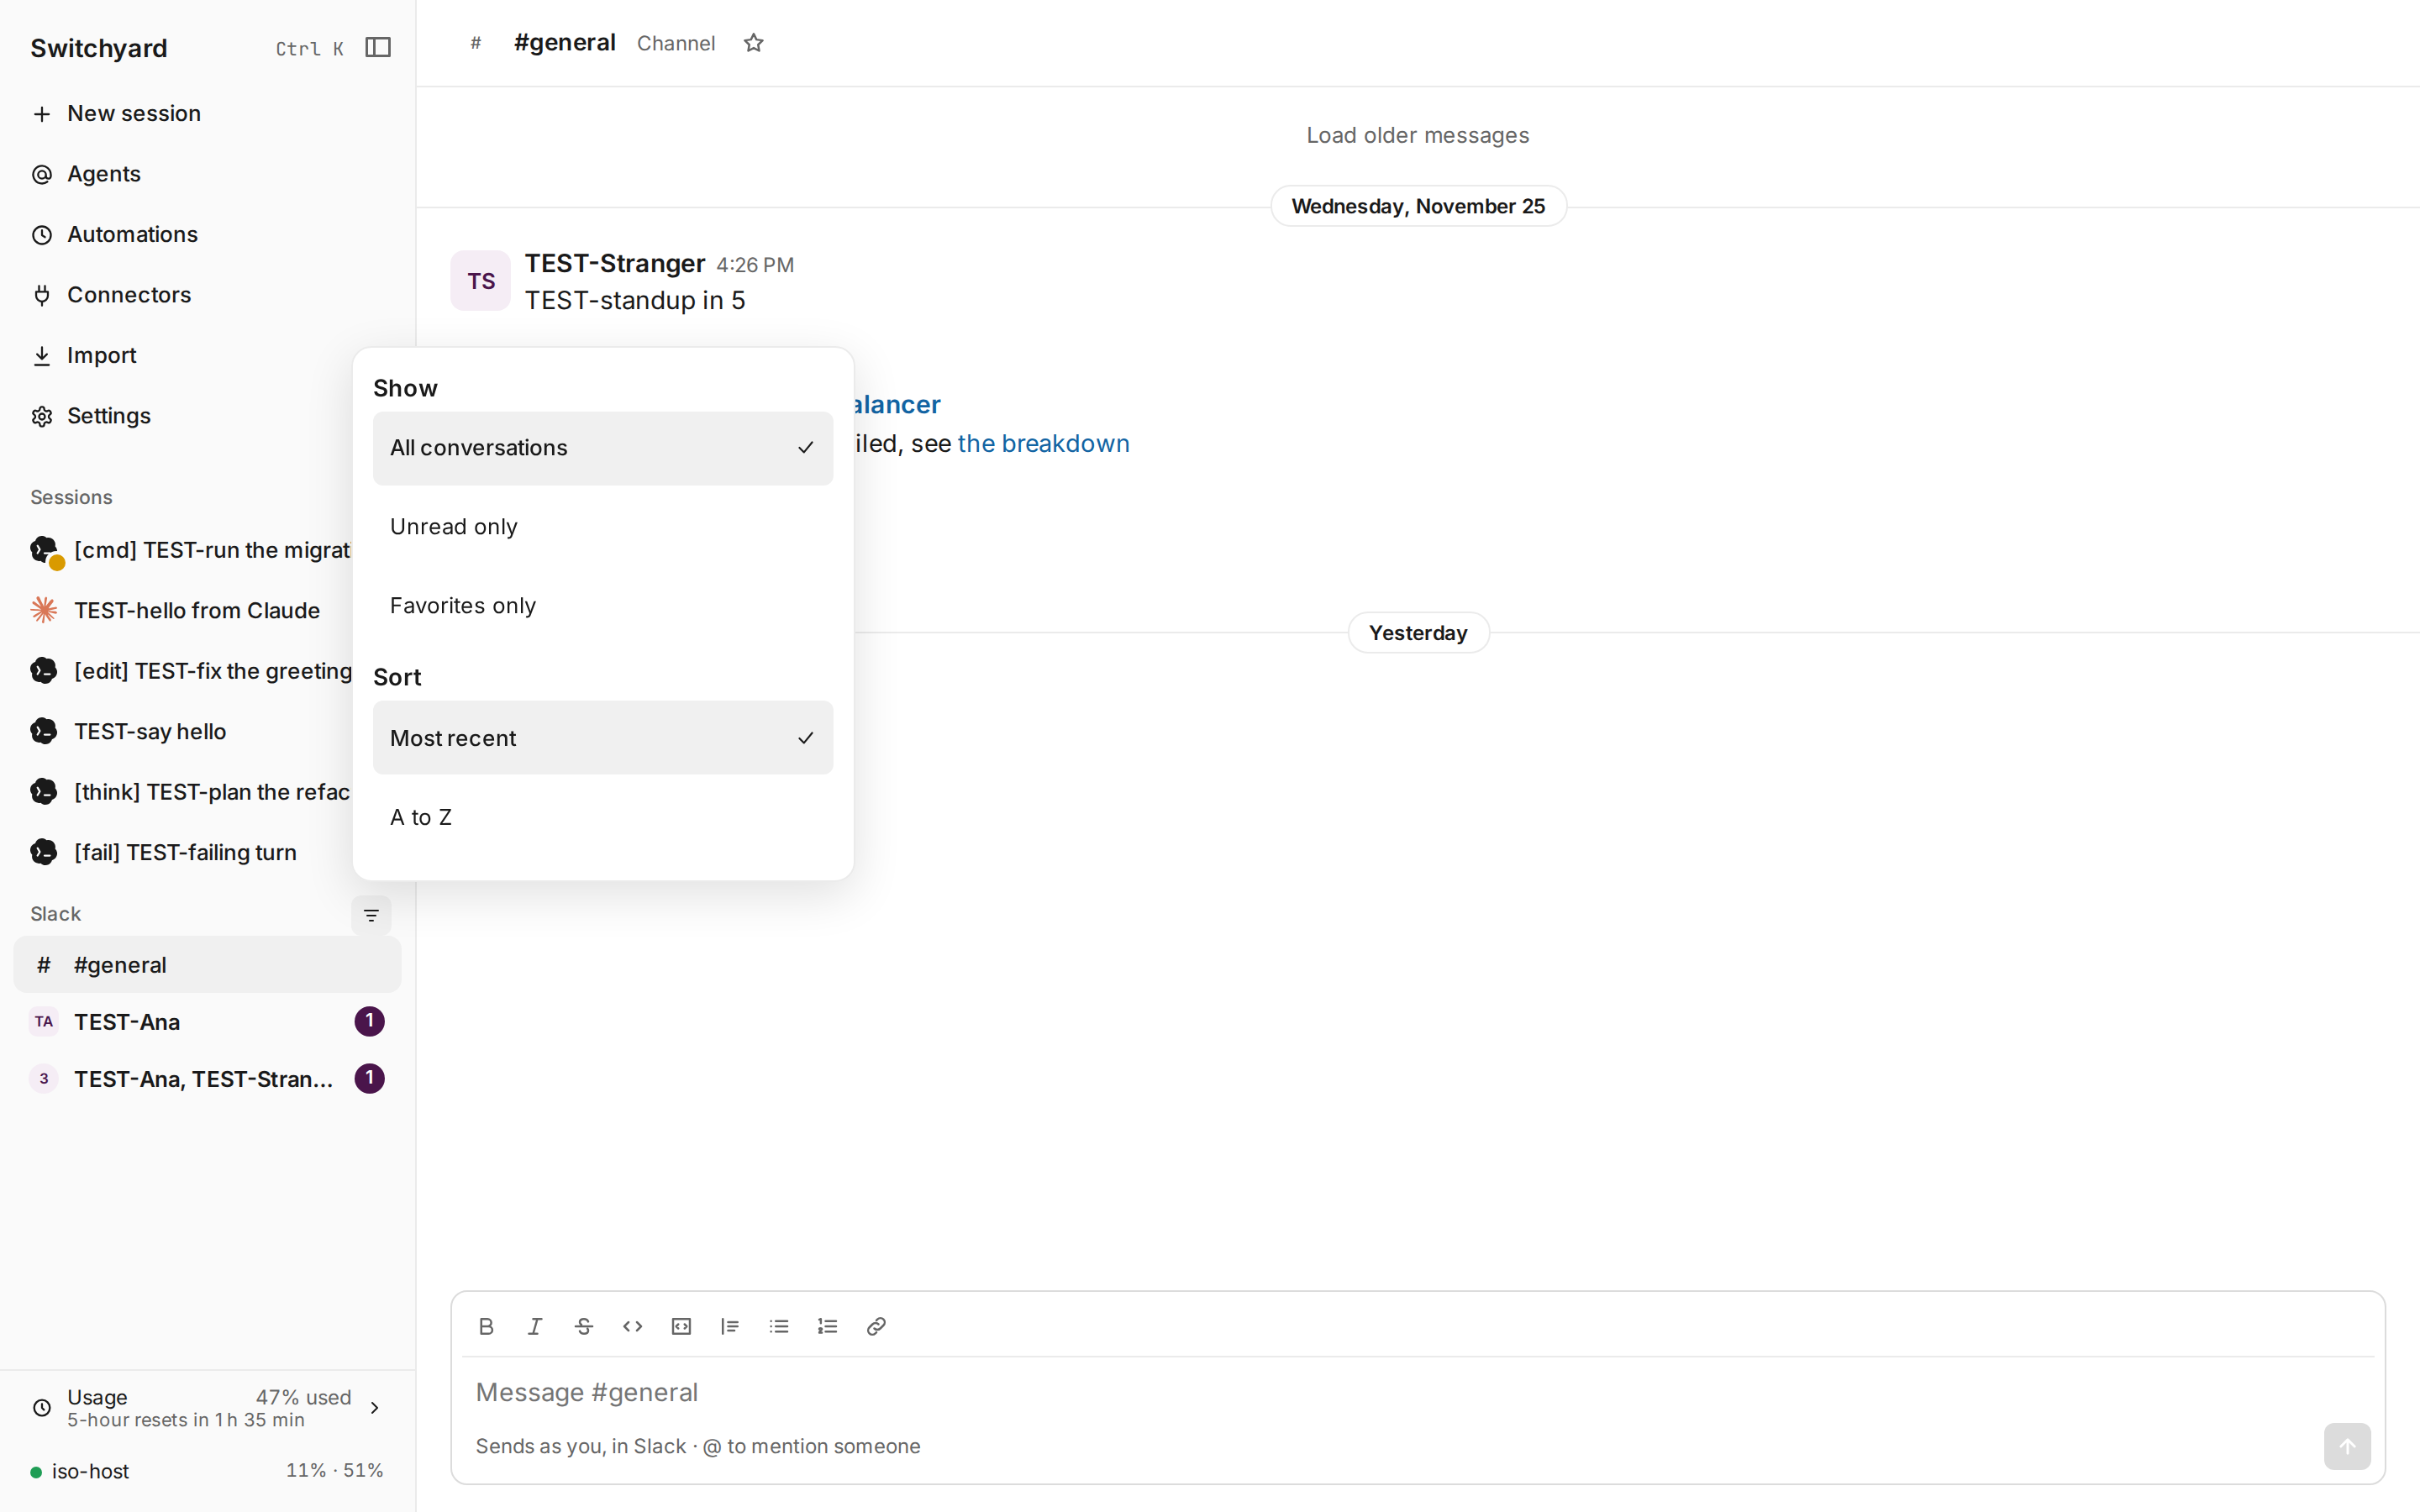 Switchyard
Ctrl K
New session
Agents
Automations
Connectors
Import
Settings
Sessions
[cmd] TEST-run the migrati
TEST-hello from Claude
[edit] TEST-fix the greeting
TEST-say hello
[think] TEST-plan the refac
[fail] TEST-failing turn
Slack
# #general
TA TEST-Ana 1
3 TEST-Ana, TEST-Stran... 1
Usage 47% used
5-hour resets in 1 h 35 min
iso-host 11% · 51%
# #general Channel
Load older messages
Wednesday, November 25
TS TEST-Stranger 4:26 PM
TEST-standup in 5
alancer
iled, see the breakdown
Yesterday
Show
All conversations
Unread only
Favorites only
Sort
Most recent
A to Z
Message #general
Sends as you, in Slack · @ to mention someone